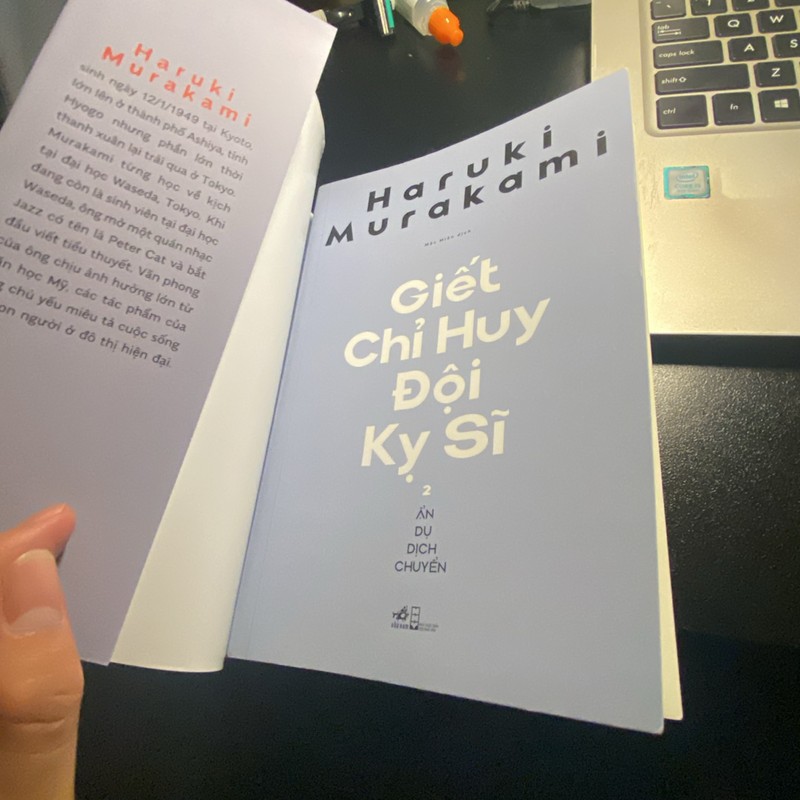 Haruki
Murakami
sinh ngày 12/1/1949 tại Kyoto,
lớn lên ở thành phố Ashiya, tỉnh
Hyogo nhưng phần lớn thời
thanh xuân lại trải qua ở Tokyo.
Murakami từng học về kịch
tại đại học Waseda, Tokyo. Khi
đang còn là sinh viên tại đại học
Waseda, ông mở một quán nhạc
Jazz có tên là Peter Cat và bắt
đầu viết tiểu thuyết. Văn phong
của ông chịu ảnh hưởng lớn từ
học Mỹ, các tác phẩm của
chủ yếu miêu tả cuộc sống
người ở đô thị hiện đại.
Haruki
Murakami
Mộc Miên dịch
Giết
Chỉ Huy
Đội
Kỵ Sĩ
2
ẨN
DỤ
DỊCH
CHUYỂN
tab
Q
W
caps lock
A
S
shift
Z
ctrl
fn
intel